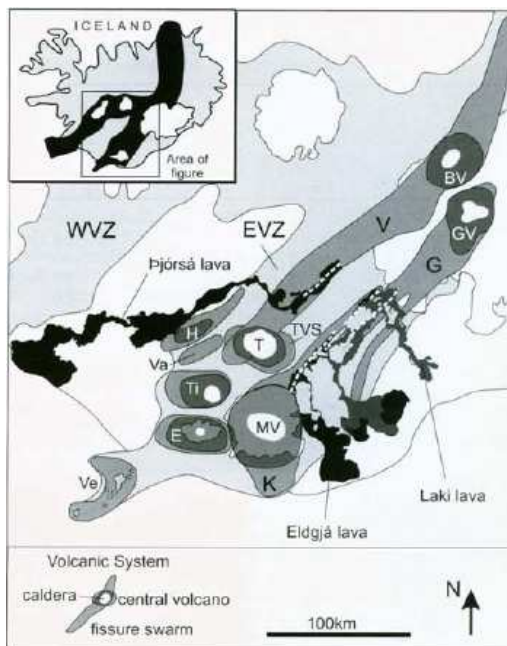 ICELAND
Area of
figure
BV
WVZ
EVZ
V
GV
Þjórsá lava
G
H
TVS
T
Va
Ti
MV
E
Ve
K
Laki lava
Eldgjá lava
Volcanic System
caldera
central volcano
fissure swarm
N
100km